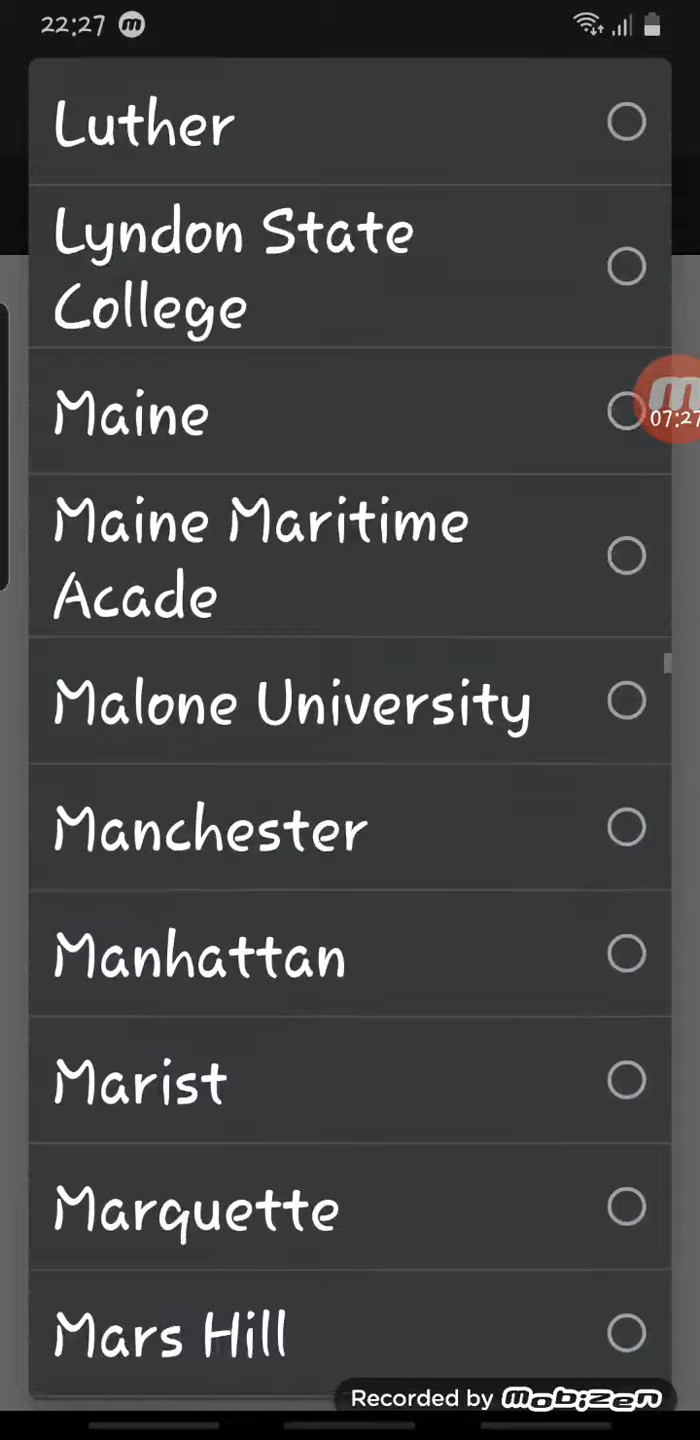 22:27 m
Luther
Lyndon State
College
Maine
m
07:27
Maine Maritime
Acade
Malone University
Manchester
Manhattan
Marist
Marquette
Mars Hill
Recorded by mobizen